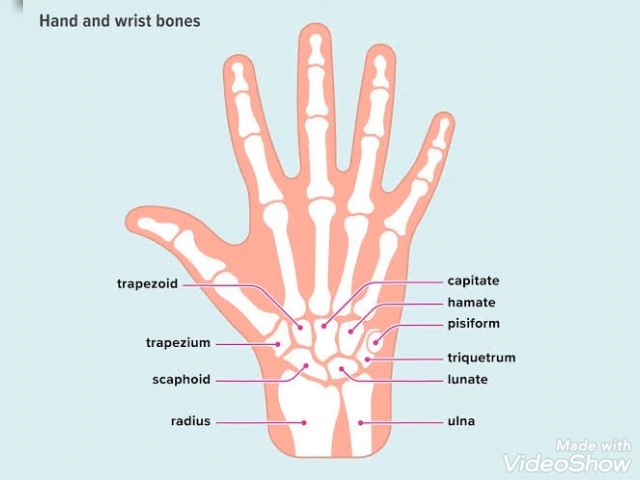 Hand and wrist bones
trapezoid
trapezium
scaphoid
radius
capitate
hamate
pisiform
triquetrum
lunate
ulna
Made with
VideoShow